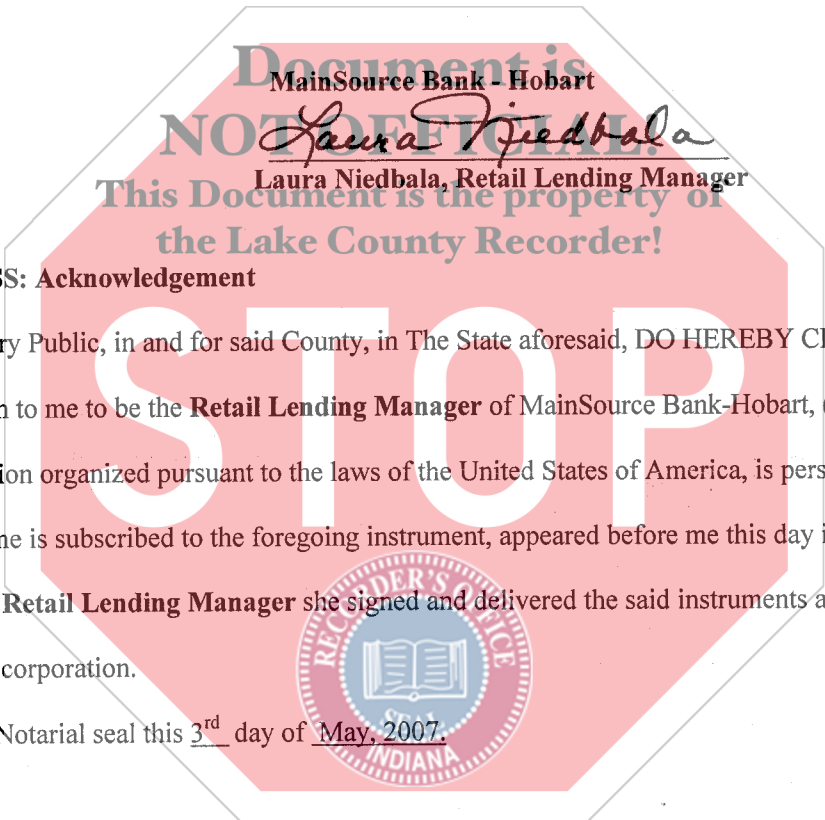 Document is
MainSource Bank - Hobart
NOT OFFICIAL!
Laura Niedbala
Laura Niedbala, Retail Lending Manager
This Document is the property of
the Lake County Recorder!
SS: Acknowledgement
ry Public, in and for said County, in The State aforesaid, DO HEREBY C
n to me to be the Retail Lending Manager of MainSource Bank-Hobart,
ion organized pursuant to the laws of the United States of America, is pers
ne is subscribed to the foregoing instrument, appeared before me this day i
Retail Lending Manager she signed and delivered the said instruments a
corporation.
Notarial seal this 3rd day of May, 2007.
STOP
RECORDER'S OFFICE
SEAL
INDIANA